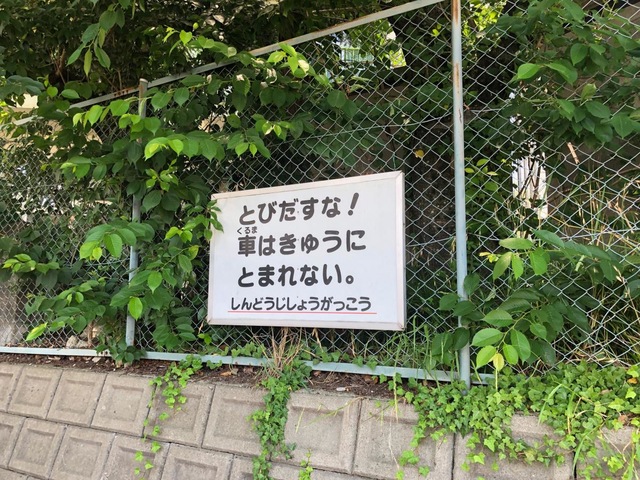 とびだすな!
くるま
車はきゅうに
とまれない。
しんどうじしょうがっこう